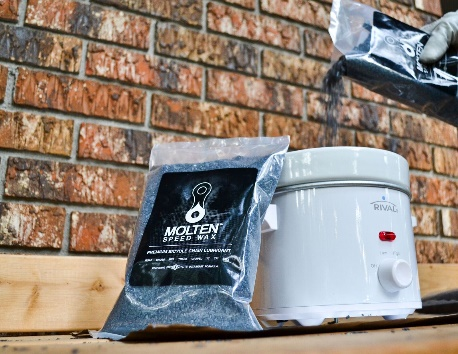 MOLTEN
SPEED WAX
PREMIUM BICYCLE CHAIN LUBRICANT
RIVAL